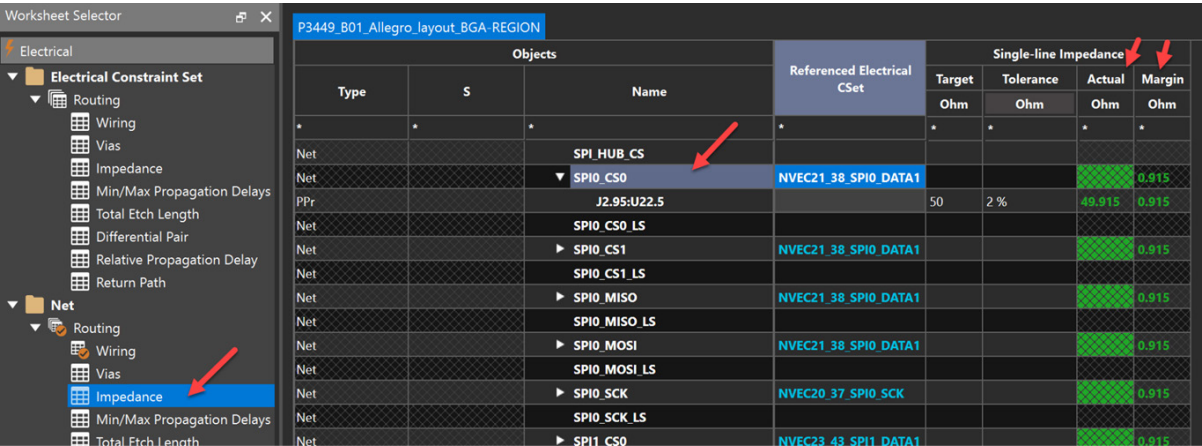 Worksheet Selector
Electrical
Electrical Constraint Set
Routing
Wiring
Vias
Impedance
Min/Max Propagation Delays
Total Etch Length
Differential Pair
Relative Propagation Delay
Return Path
Net
Routing
Wiring
Vias
Impedance
Min/Max Propagation Delays
Total Etch Length
P3449_B01_Allegro_layout_BGA-REGION
Objects Referenced Electrical CSet Single-line Impedance
Type S Name Target Tolerance Actual Margin
Ohm Ohm Ohm Ohm
* * * * * * * *
Net SPI_HUB_CS
Net SPI0_CS0 NVEC21_38_SPI0_DATA1 0.915
PPr J2.95:U22.5 50 2 % 49.915 0.915
Net SPI0_CS0_LS
Net SPI0_CS1 NVEC21_38_SPI0_DATA1 0.915
Net SPI0_CS1_LS
Net SPI0_MISO NVEC21_38_SPI0_DATA1 0.915
Net SPI0_MISO_LS
Net SPI0_MOSI NVEC21_38_SPI0_DATA1 0.915
Net SPI0_MOSI_LS
Net SPI0_SCK NVEC20_37_SPI0_SCK 0.915
Net SPI0_SCK_LS
Net SPI1_CS0 NVEC23_43_SPI1_DATA1 0.915